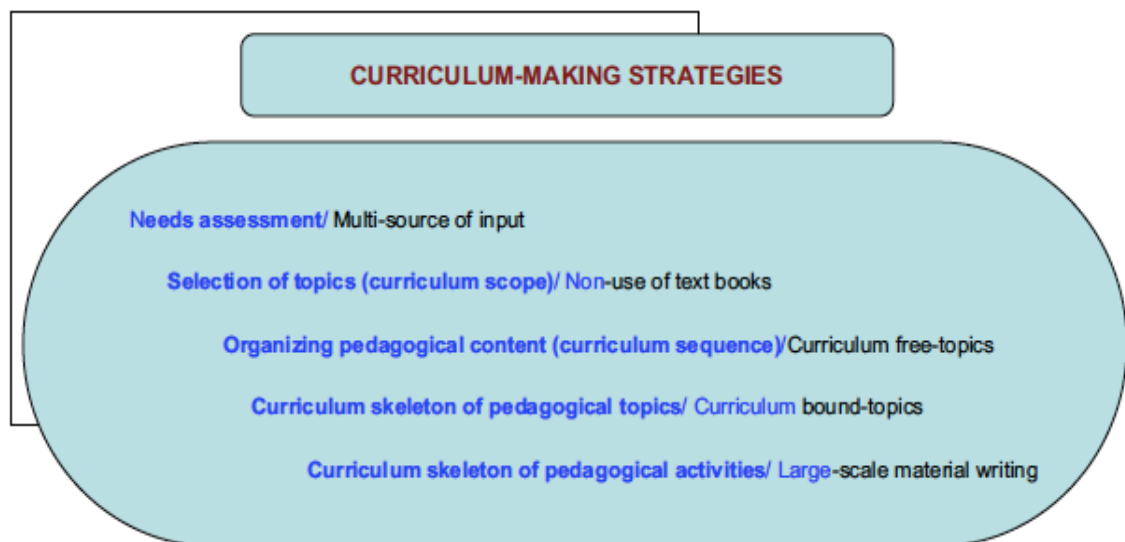 CURRICULUM-MAKING STRATEGIES
Needs assessment/ Multi-source of input
Selection of topics (curriculum scope)/ Non-use of text books
Organizing pedagogical content (curriculum sequence)/Curriculum free-topics
Curriculum skeleton of pedagogical topics/ Curriculum bound-topics
Curriculum skeleton of pedagogical activities/ Large-scale material writing